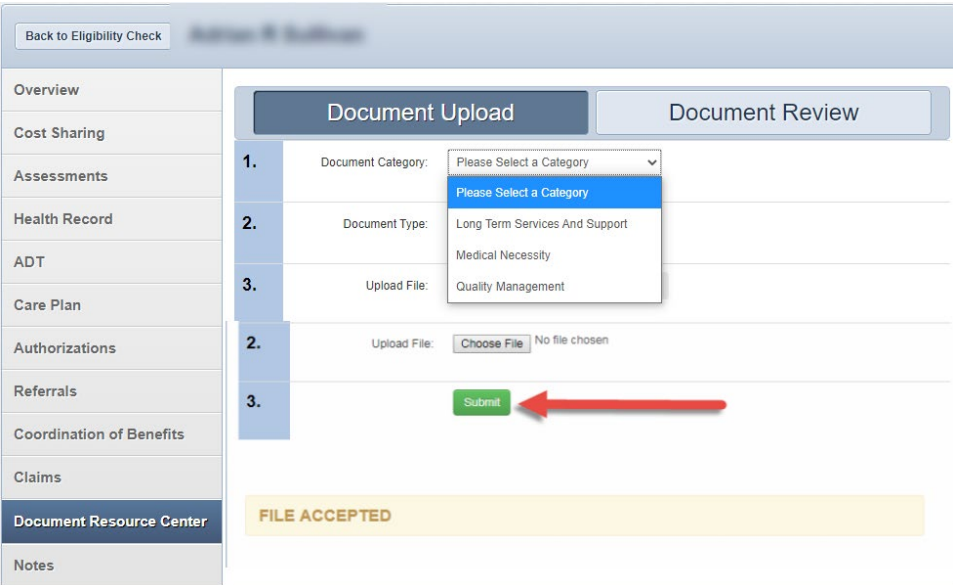 Back to Eligibility Check
Overview
Cost Sharing
Assessments
Health Record
ADT
Care Plan
Authorizations
Referrals
Coordination of Benefits
Claims
Document Resource Center
Notes
Document Upload Document Review
1. Document Category: Please Select a Category
Please Select a Category
2. Document Type: Long Term Services And Support
Medical Necessity
3. Upload File: Quality Management
2. Upload File: Choose File No file chosen
3. Submit
FILE ACCEPTED